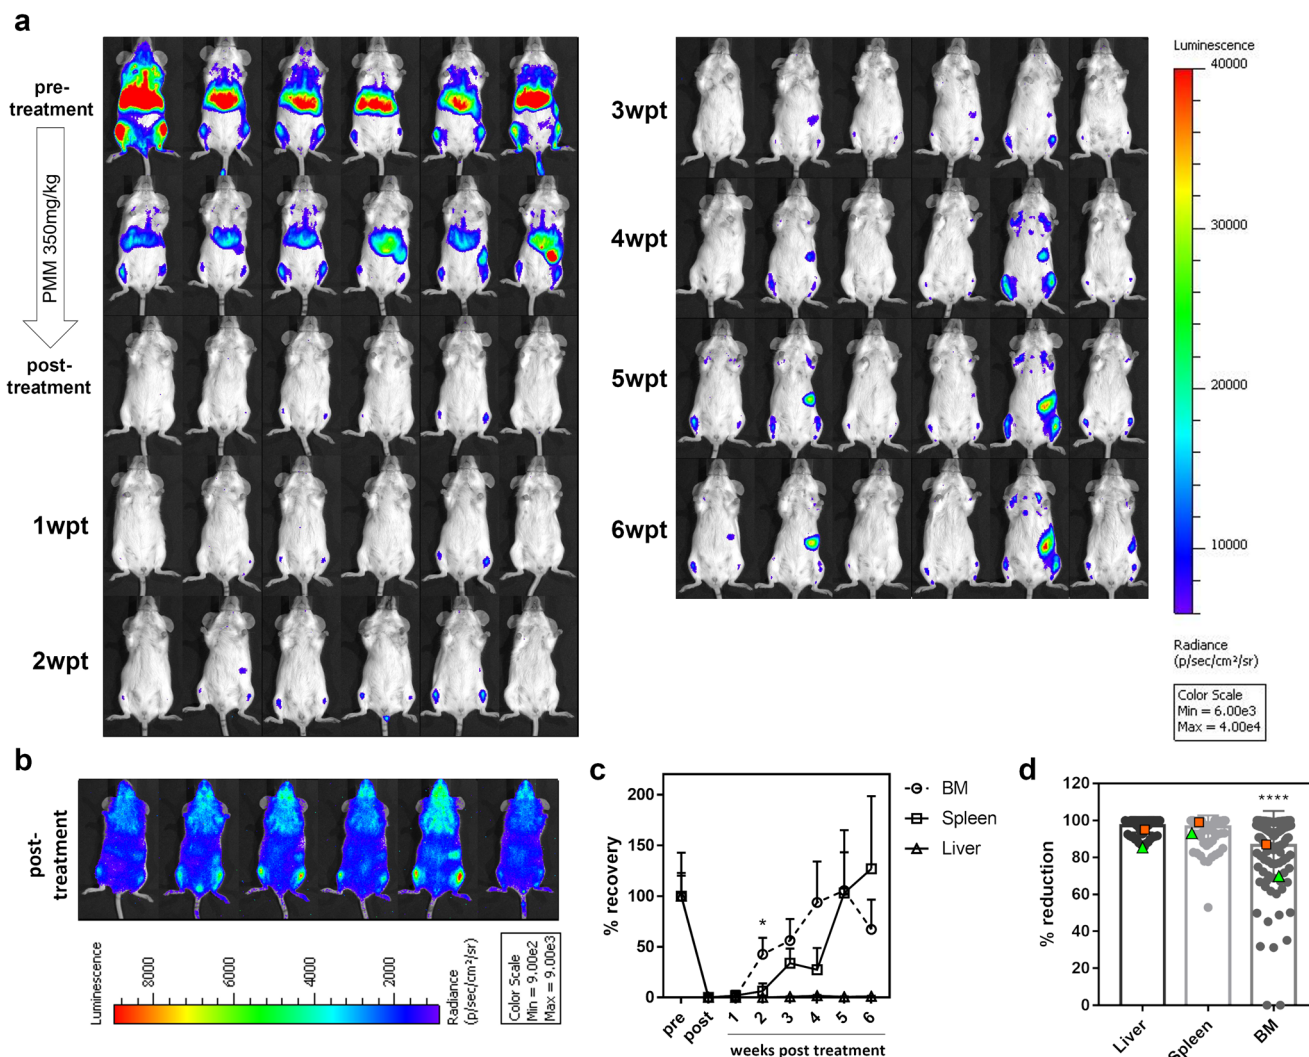 a
pre-
treatment
PMM 350mg/kg
post-
treatment
1wpt
2wpt
3wpt
4wpt
5wpt
6wpt
Luminescence
40000
30000
20000
10000
Radiance
(p/sec/cm²/sr)
Color Scale
Min = 6.00e3
Max = 4.00e4
b
post-
treatment
Luminescence
8000
6000
4000
2000
Radiance
(p/sec/cm²/sr)
Color Scale
Min = 9.00e2
Max = 9.00e3
c
% recovery
200
150
100
50
0
*
BM
Spleen
Liver
pre
post
1
2
3
4
5
6
weeks post treatment
d
% reduction
120
100
80
60
40
20
0
****
Liver
Spleen
BM